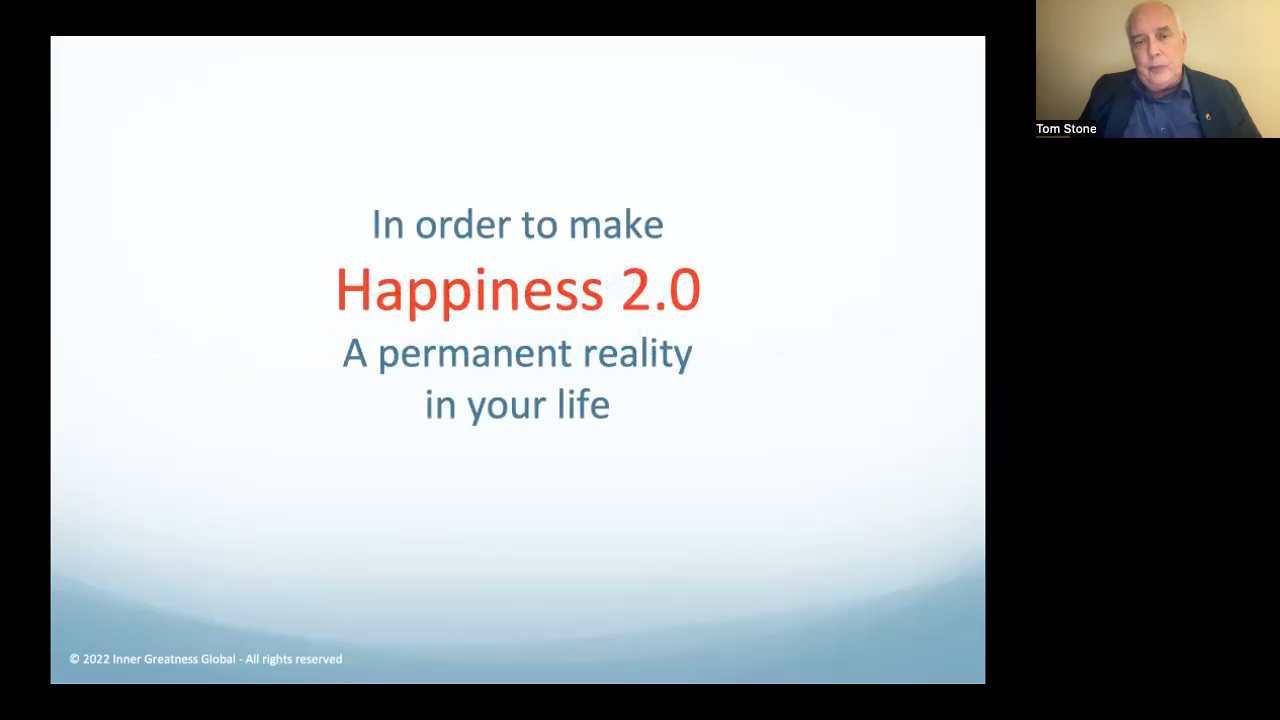 In order to make
Happiness 2.0
A permanent reality
in your life
© 2022 Inner Greatness Global - All rights reserved
Tom Stone